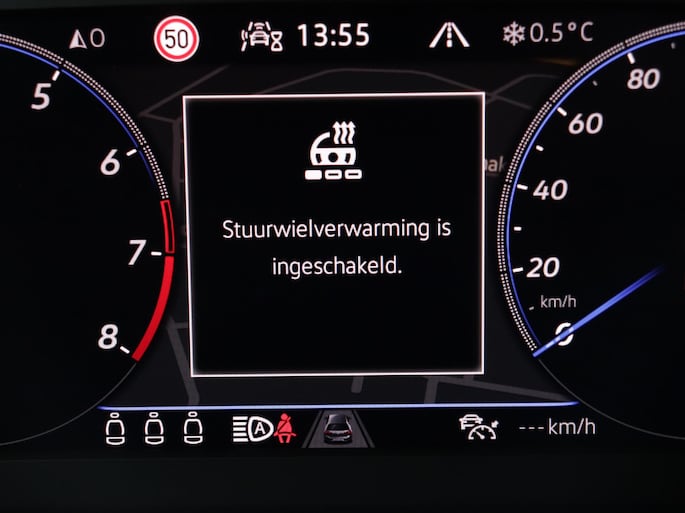 0
50
13:55
0.5°C
5
6
7
8
Stuurwielverwarming is
ingeschakeld.
80
60
40
20
km/h
0
A
--- km/h